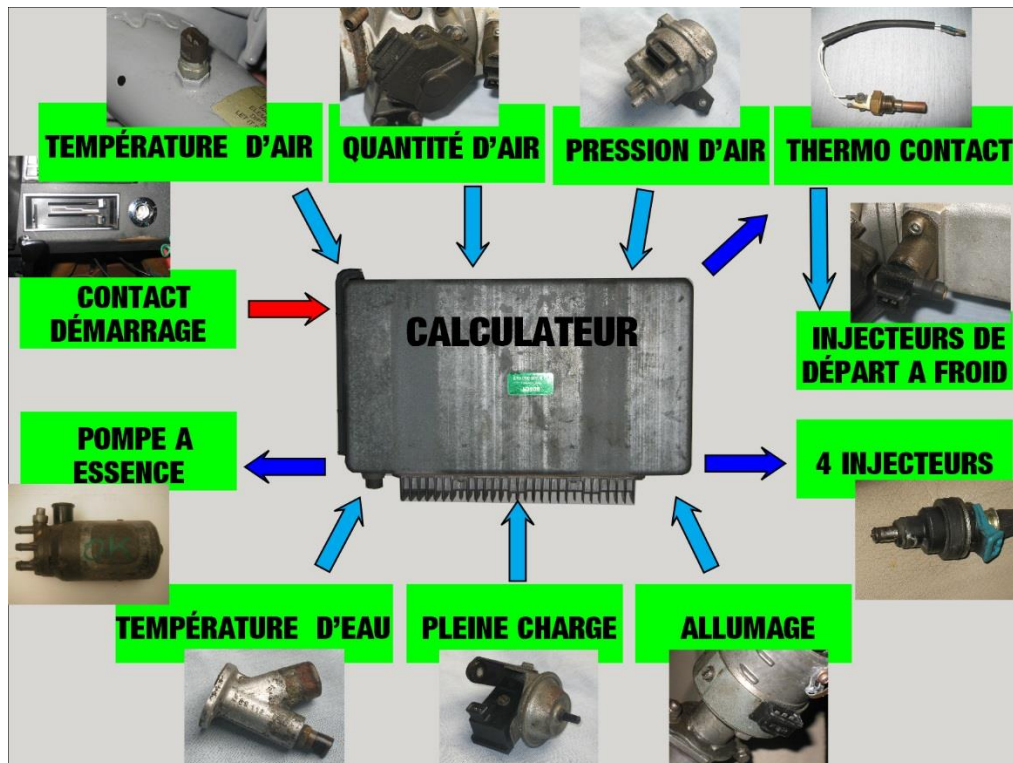 TEMPÉRATURE D'AIR
QUANTITÉ D'AIR
PRESSION D'AIR
THERMO CONTACT
CONTACT
DÉMARRAGE
CALCULATEUR
INJECTEURS DE
DÉPART A FROID
POMPE A
ESSENCE
OK
4 INJECTEURS
TEMPÉRATURE D'EAU
PLEINE CHARGE
ALLUMAGE